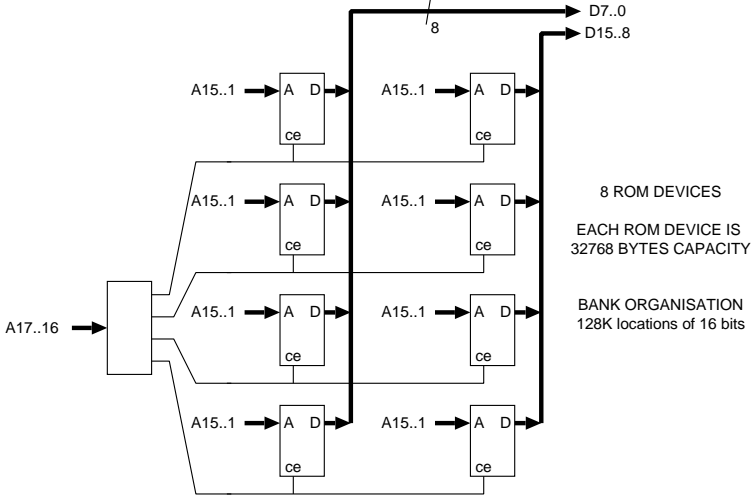 D7..0
8
D15..8
A15..1 A D A15..1 A D
ce ce
A15..1 A D A15..1 A D
ce ce
8 ROM DEVICES
EACH ROM DEVICE IS
32768 BYTES CAPACITY
A15..1 A D A15..1 A D
ce ce
BANK ORGANISATION
128K locations of 16 bits
A17..16
A15..1 A D A15..1 A D
ce ce